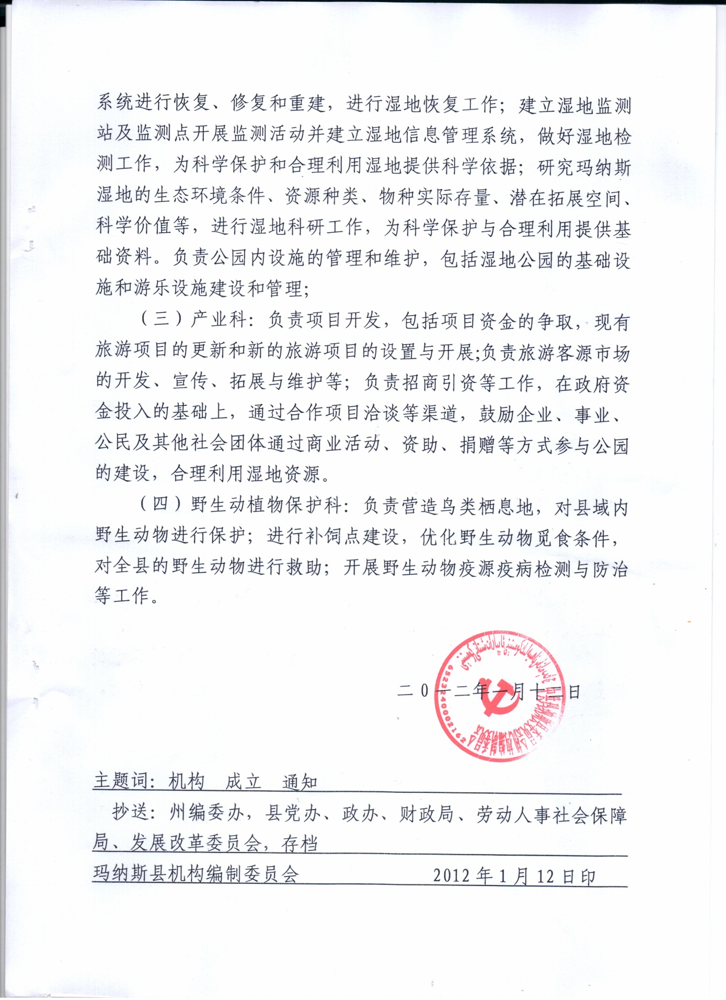 系统进行恢复、修复和重建，进行湿地恢复工作；建立湿地监测
站及监测点开展监测活动并建立湿地信息管理系统，做好湿地检
测工作，为科学保护和合理利用湿地提供科学依据；研究玛纳斯
湿地的生态环境条件、资源种类、物种实际存量、潜在拓展空间、
科学价值等，进行湿地科研工作，为科学保护与合理利用提供基
础资料。负责公园内设施的管理和维护，包括湿地公园的基础设
施和游乐设施建设和管理；
（三）产业科：负责项目开发，包括项目资金的争取，现有
旅游项目的更新和新的旅游项目的设置与开展;负责旅游客源市场
的开发、宣传、拓展与维护等；负责招商引资等工作，在政府资
金投入的基础上，通过合作项目洽谈等渠道，鼓励企业、事业、
公民及其他社会团体通过商业活动、资助、捐赠等方式参与公园
的建设，合理利用湿地资源。
（四）野生动植物保护科：负责营造鸟类栖息地，对县域内
野生动物进行保护；进行补饲点建设，优化野生动物觅食条件，
对全县的野生动物进行救助；开展野生动物疫源疫病检测与防治
等工作。
二0一二年一月十二日
6523240002162
主题词：机构 成立 通知
抄送：州编委办，县党办、政办、财政局、劳动人事社会保障
局、发展改革委员会，存档
玛纳斯县机构编制委员会 2012年1月12日印